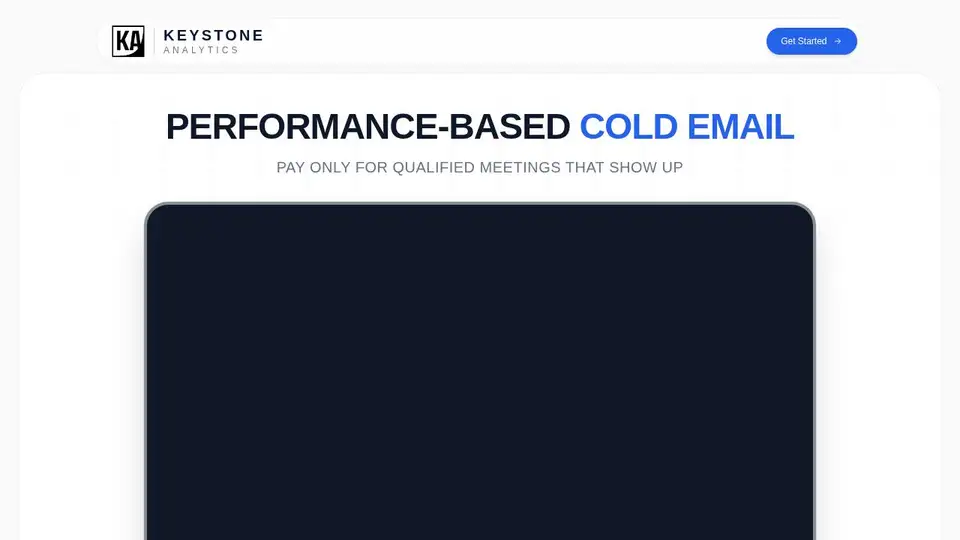 KA
KEYSTONE
ANALYTICS
Get Started →
PERFORMANCE-BASED COLD EMAIL
PAY ONLY FOR QUALIFIED MEETINGS THAT SHOW UP